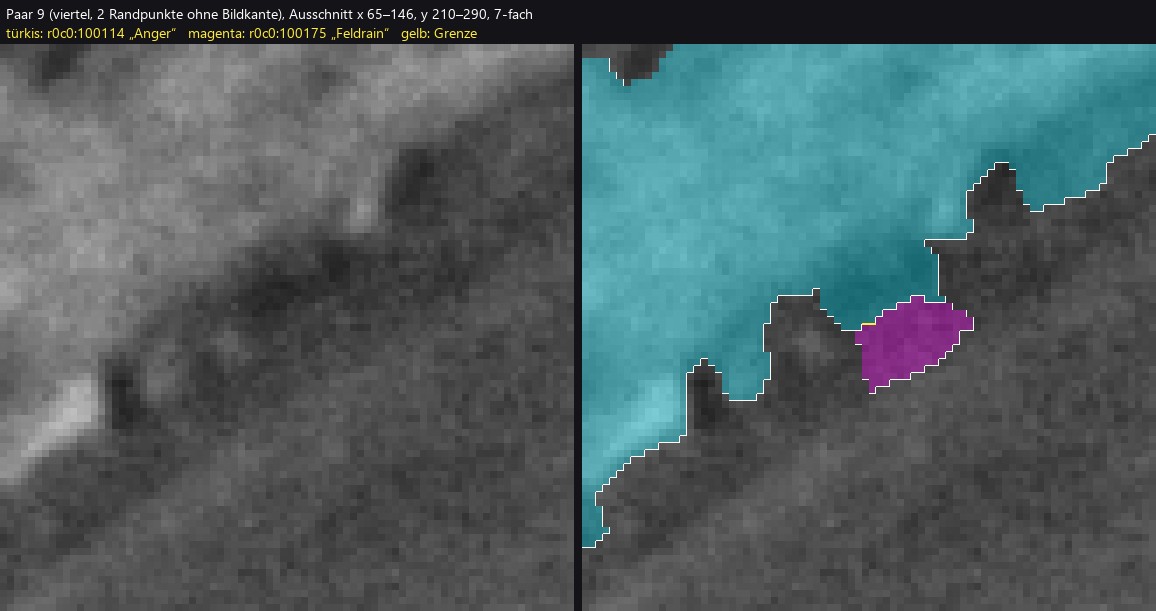 Paar 9 (viertel, 2 Randpunkte ohne Bildkante), Ausschnitt x 65–146, y 210–290, 7-fach
türkis: r0c0:100114 „Anger“ magenta: r0c0:100175 „Feldrain“ gelb: Grenze